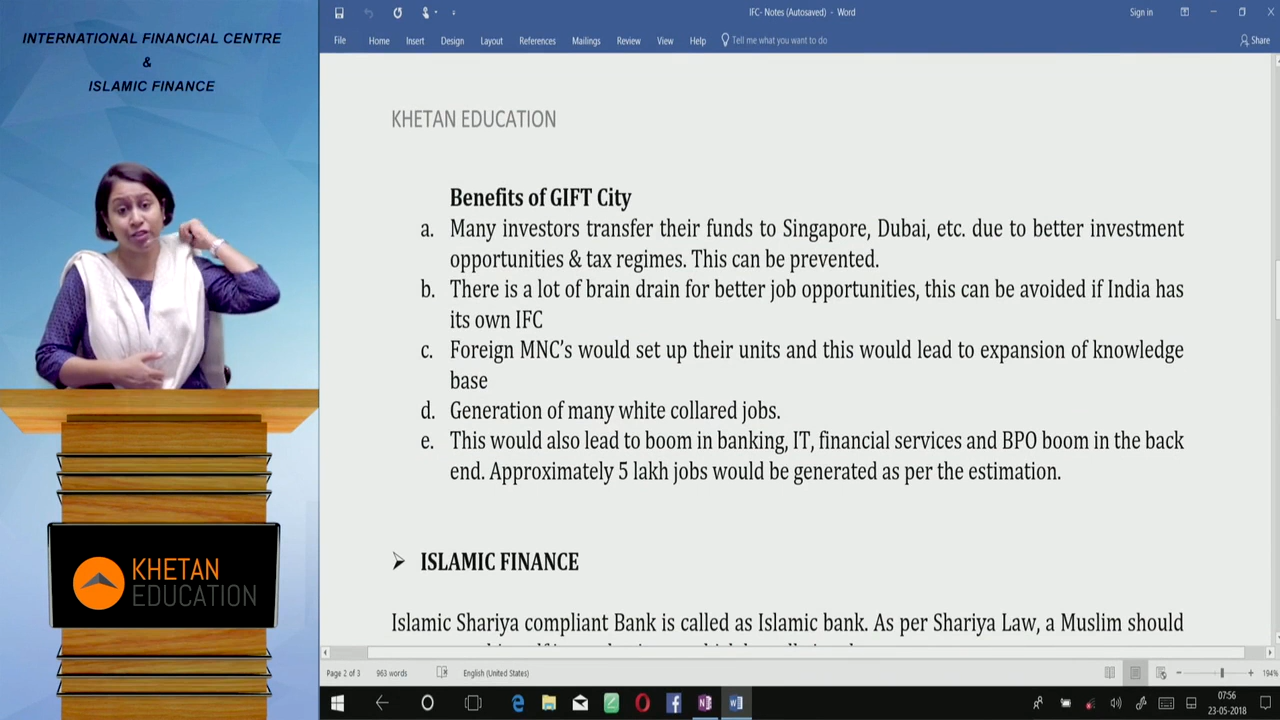 INTERNATIONAL FINANCIAL CENTRE
&
ISLAMIC FINANCE
KHETAN
EDUCATION
IFC- Notes (Autosaved) - Word
Sign in
File Home Insert Design Layout References Mailings Review View Help Tell me what you want to do
Share
KHETAN EDUCATION
Benefits of GIFT City
a. Many investors transfer their funds to Singapore, Dubai, etc. due to better investment
opportunities & tax regimes. This can be prevented.
b. There is a lot of brain drain for better job opportunities, this can be avoided if India has
its own IFC
c. Foreign MNC's would set up their units and this would lead to expansion of knowledge
base
d. Generation of many white collared jobs.
e. This would also lead to boom in banking, IT, financial services and BPO boom in the back
end. Approximately 5 lakh jobs would be generated as per the estimation.
ISLAMIC FINANCE
Islamic Shariya compliant Bank is called as Islamic bank. As per Shariya Law, a Muslim should
Page 2 of 3 963 words English (United States)
194%
07:56
23-05-2018